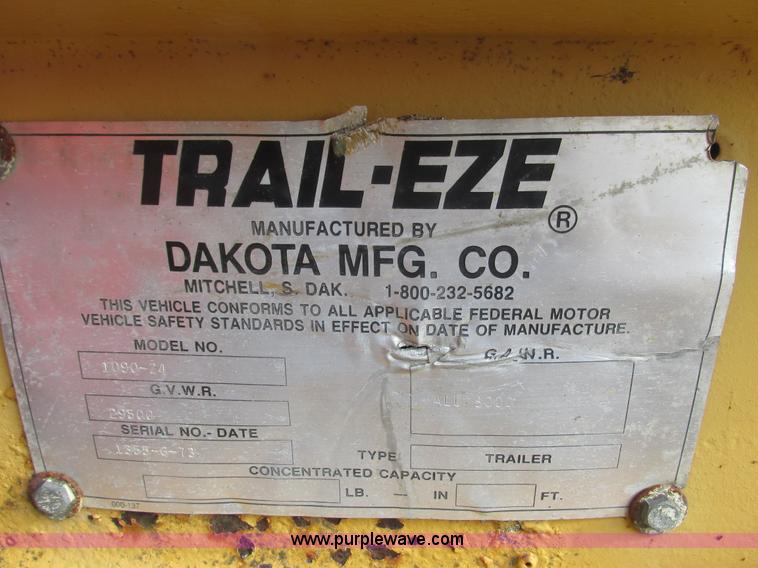 TRAIL-EZE ®
MANUFACTURED BY
DAKOTA MFG. CO.
MITCHELL, S. DAK. 1-800-232-5682
THIS VEHICLE CONFORMS TO ALL APPLICABLE FEDERAL MOTOR
VEHICLE SAFETY STANDARDS IN EFFECT ON DATE OF MANUFACTURE.
MODEL NO. G.A.W.R.
G.V.W.R.
29500
SERIAL NO.- DATE
TYPE TRAILER
CONCENTRATED CAPACITY
LB. — IN FT.
000-137
www.purplewave.com